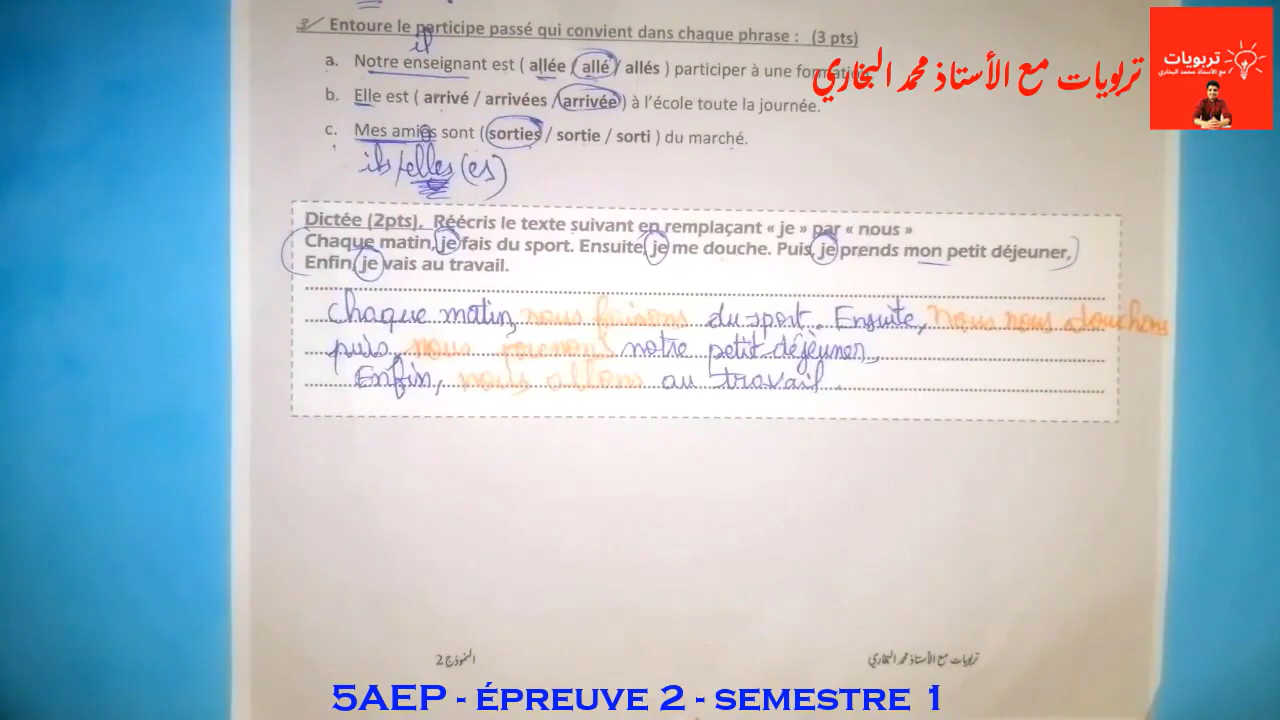 3/ Entoure le participe passé qui convient dans chaque phrase : (3 pts)
il
a. Notre enseignant est ( allée / allé / allés ) participer à une formation.
b. Elle est ( arrivé / arrivées / arrivée ) à l'école toute la journée.
c. Mes amies sont ( sorties / sortie / sorti ) du marché.
ils/elles (es)
تربويات مع الأستاذ محمد البخاري
تربويات
مع الأستاذ محمد البخاري
Dictée (2pts). Réécris le texte suivant en remplaçant « je » par « nous »
Chaque matin, je fais du sport. Ensuite, je me douche. Puis, je prends mon petit déjeuner,
Enfin, je vais au travail.
Chaque matin, nous faisons du sport. Ensuite, nous nous douchons
puis, nous prenons notre petit-déjèuner,
Enfin, nous allons au travail.
النموذج 2
تربويات مع الأستاذ محمد البخاري
5AEP - épreuve 2 - semestre 1